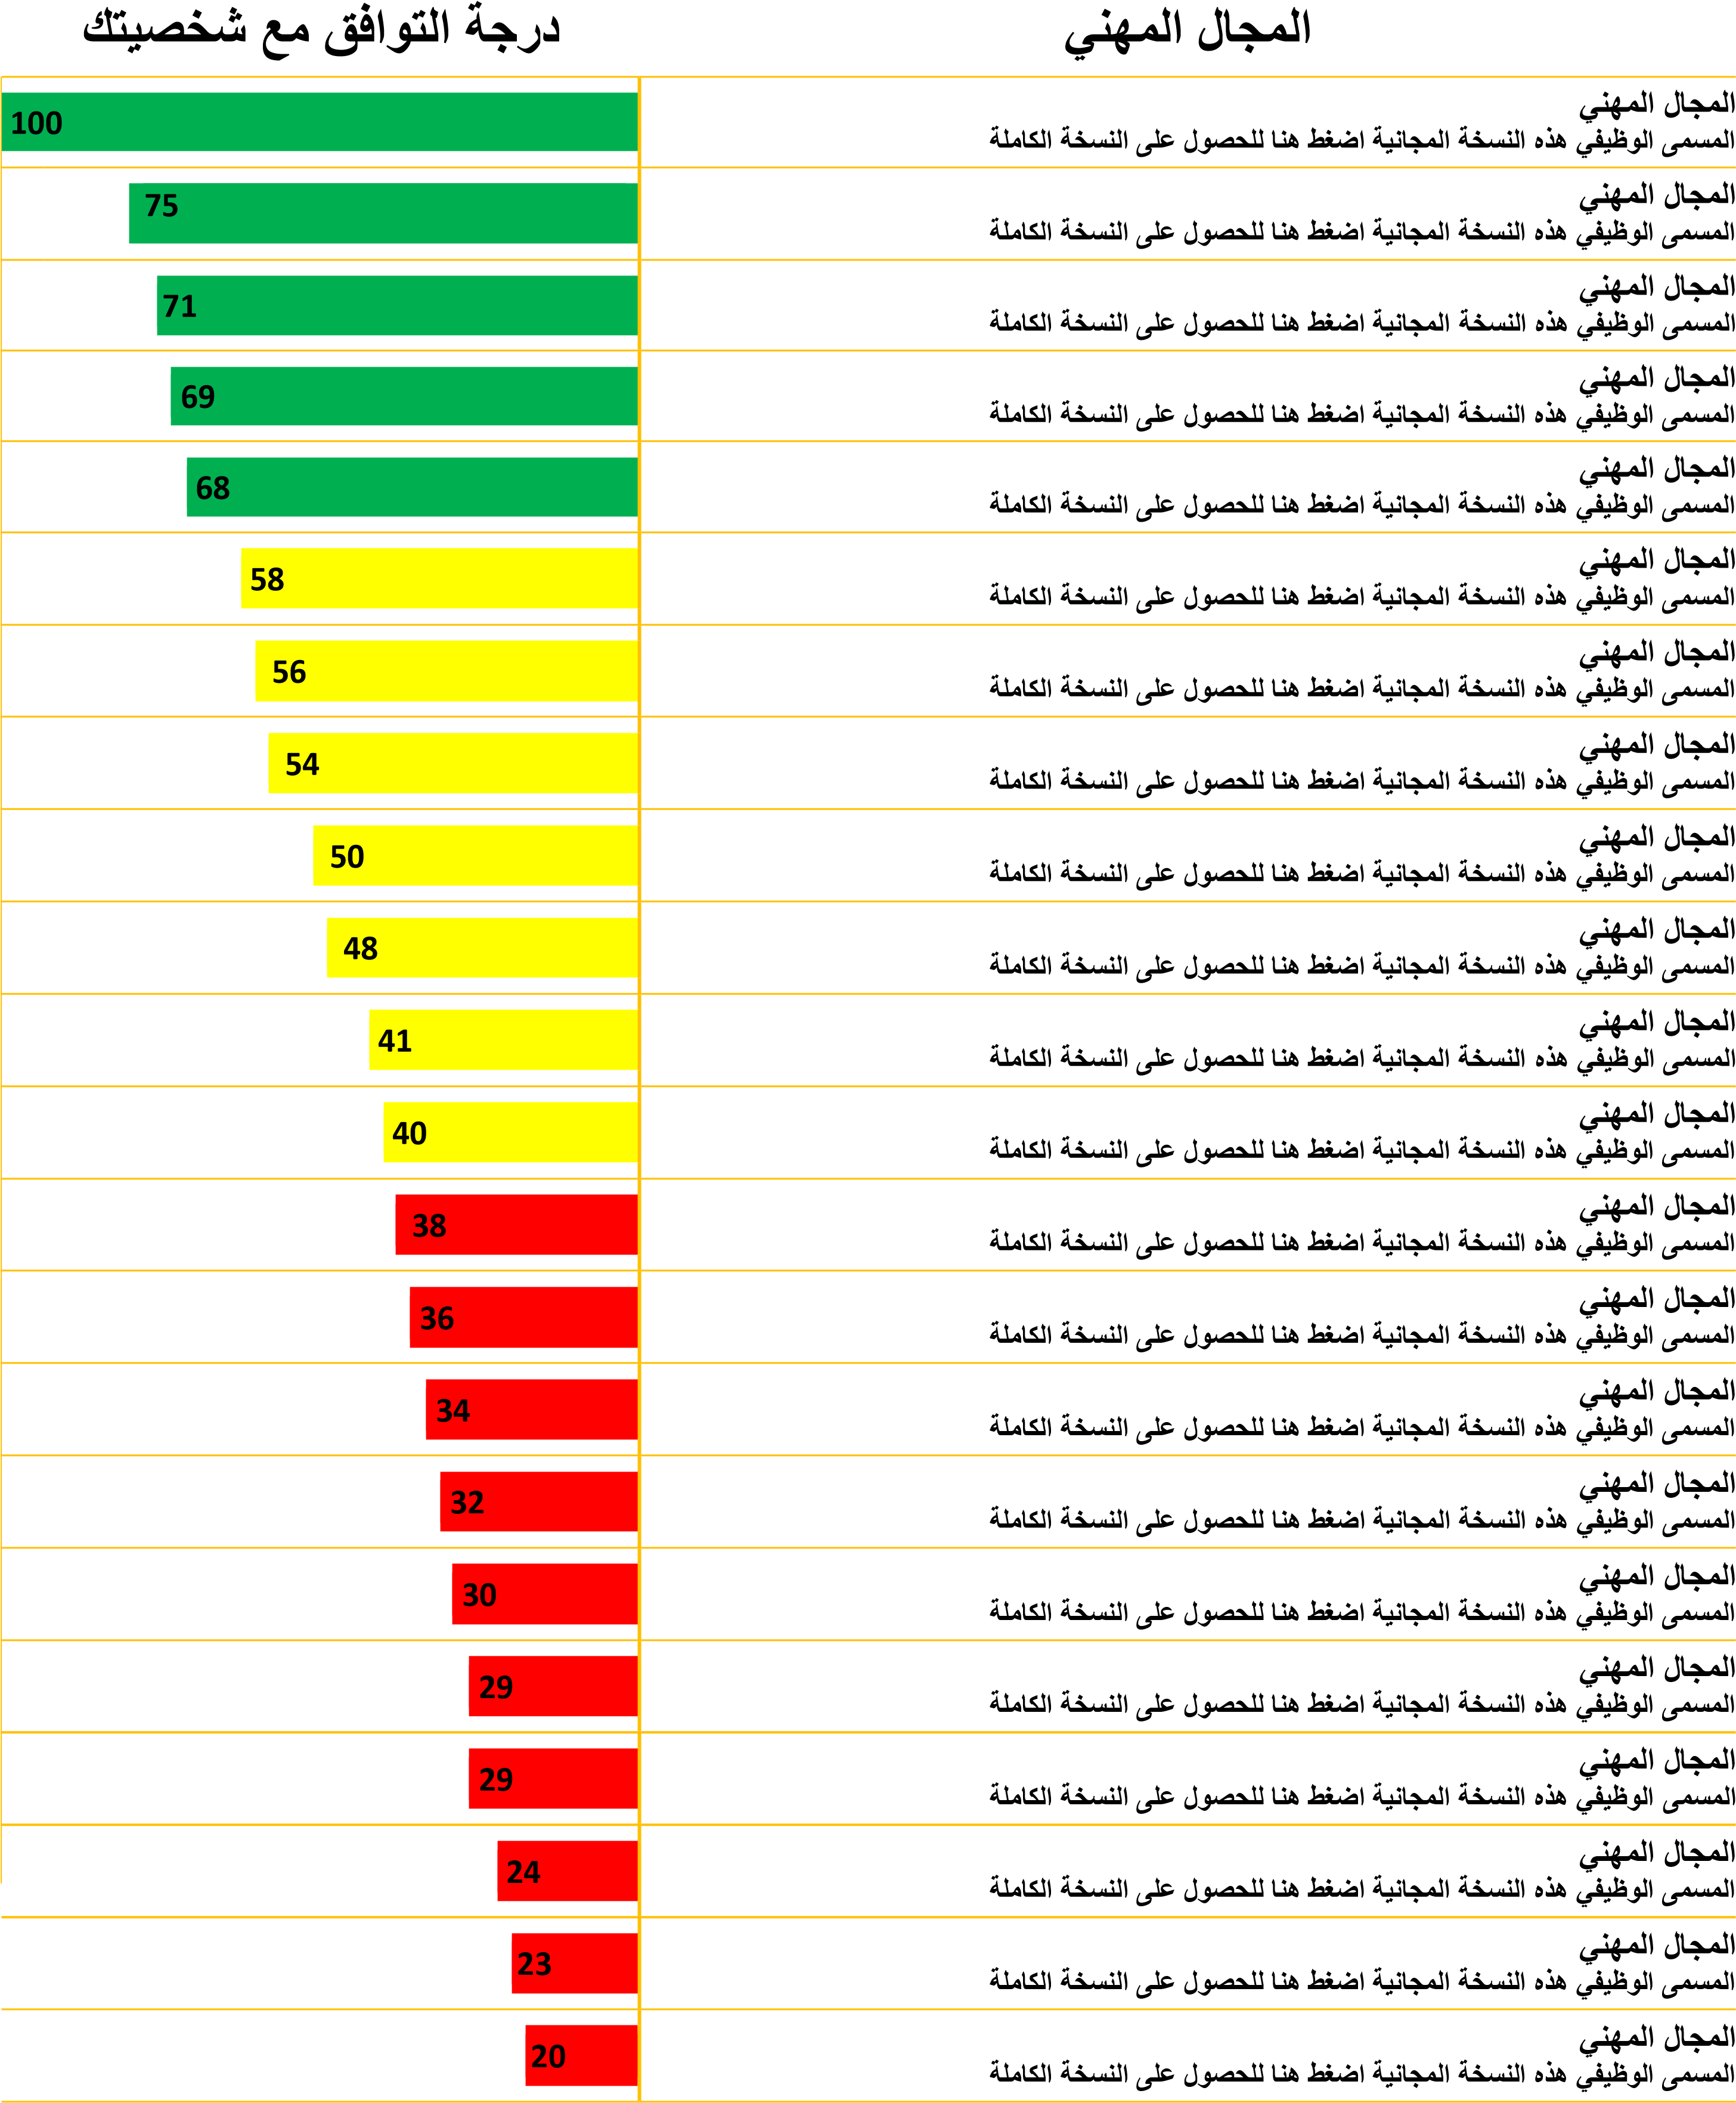 المجال المهني
درجة التوافق مع شخصيتك
المجال المهني
المسمى الوظيفي هذه النسخة المجانية اضغط هنا للحصول على النسخة الكاملة
100
المجال المهني
المسمى الوظيفي هذه النسخة المجانية اضغط هنا للحصول على النسخة الكاملة
75
المجال المهني
المسمى الوظيفي هذه النسخة المجانية اضغط هنا للحصول على النسخة الكاملة
71
المجال المهني
المسمى الوظيفي هذه النسخة المجانية اضغط هنا للحصول على النسخة الكاملة
69
المجال المهني
المسمى الوظيفي هذه النسخة المجانية اضغط هنا للحصول على النسخة الكاملة
68
المجال المهني
المسمى الوظيفي هذه النسخة المجانية اضغط هنا للحصول على النسخة الكاملة
58
المجال المهني
المسمى الوظيفي هذه النسخة المجانية اضغط هنا للحصول على النسخة الكاملة
56
المجال المهني
المسمى الوظيفي هذه النسخة المجانية اضغط هنا للحصول على النسخة الكاملة
54
المجال المهني
المسمى الوظيفي هذه النسخة المجانية اضغط هنا للحصول على النسخة الكاملة
50
المجال المهني
المسمى الوظيفي هذه النسخة المجانية اضغط هنا للحصول على النسخة الكاملة
48
المجال المهني
المسمى الوظيفي هذه النسخة المجانية اضغط هنا للحصول على النسخة الكاملة
41
المجال المهني
المسمى الوظيفي هذه النسخة المجانية اضغط هنا للحصول على النسخة الكاملة
40
المجال المهني
المسمى الوظيفي هذه النسخة المجانية اضغط هنا للحصول على النسخة الكاملة
38
المجال المهني
المسمى الوظيفي هذه النسخة المجانية اضغط هنا للحصول على النسخة الكاملة
36
المجال المهني
المسمى الوظيفي هذه النسخة المجانية اضغط هنا للحصول على النسخة الكاملة
34
المجال المهني
المسمى الوظيفي هذه النسخة المجانية اضغط هنا للحصول على النسخة الكاملة
32
المجال المهني
المسمى الوظيفي هذه النسخة المجانية اضغط هنا للحصول على النسخة الكاملة
30
المجال المهني
المسمى الوظيفي هذه النسخة المجانية اضغط هنا للحصول على النسخة الكاملة
29
المجال المهني
المسمى الوظيفي هذه النسخة المجانية اضغط هنا للحصول على النسخة الكاملة
29
المجال المهني
المسمى الوظيفي هذه النسخة المجانية اضغط هنا للحصول على النسخة الكاملة
24
المجال المهني
المسمى الوظيفي هذه النسخة المجانية اضغط هنا للحصول على النسخة الكاملة
23
المجال المهني
المسمى الوظيفي هذه النسخة المجانية اضغط هنا للحصول على النسخة الكاملة
20